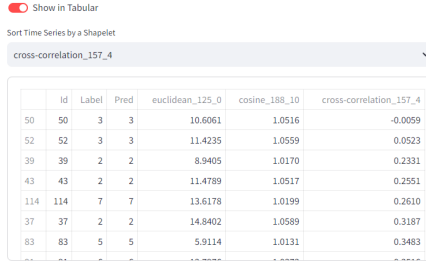 Show in Tabular
Sort Time Series by a Shapelet
cross-correlation_157_4
Id Label Pred euclidean_125_0 cosine_188_10 cross-correlation_157_4
50 50 3 3 10.6061 1.0516 -0.0059
52 52 3 3 11.4235 1.0559 0.0523
39 39 2 2 8.9405 1.0170 0.2331
43 43 2 2 11.4789 1.0517 0.2551
114 114 7 7 13.6178 1.0199 0.2610
37 37 2 2 14.8402 1.0589 0.3187
83 83 5 5 5.9114 1.0131 0.3483